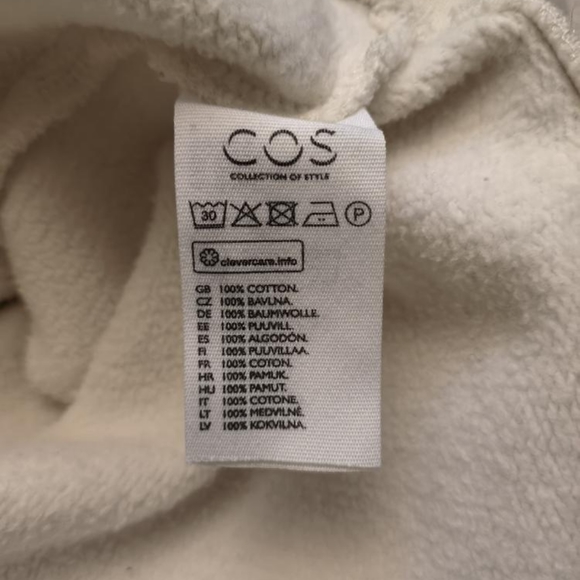 COS
COLLECTION OF STYLE
30 P
clevercare.info
GB 100% COTTON.
CZ 100% BAVLNA.
DE 100% BAUMWOLLE.
EE 100% PUUVILL.
ES 100% ALGODÓN.
FI 100% PUUVILLAA.
FR 100% COTON.
HR 100% PAMUK.
HU 100% PAMUT.
IT 100% COTONE.
LT 100% MEDVILNĖ.
LV 100% KOKVILNA.